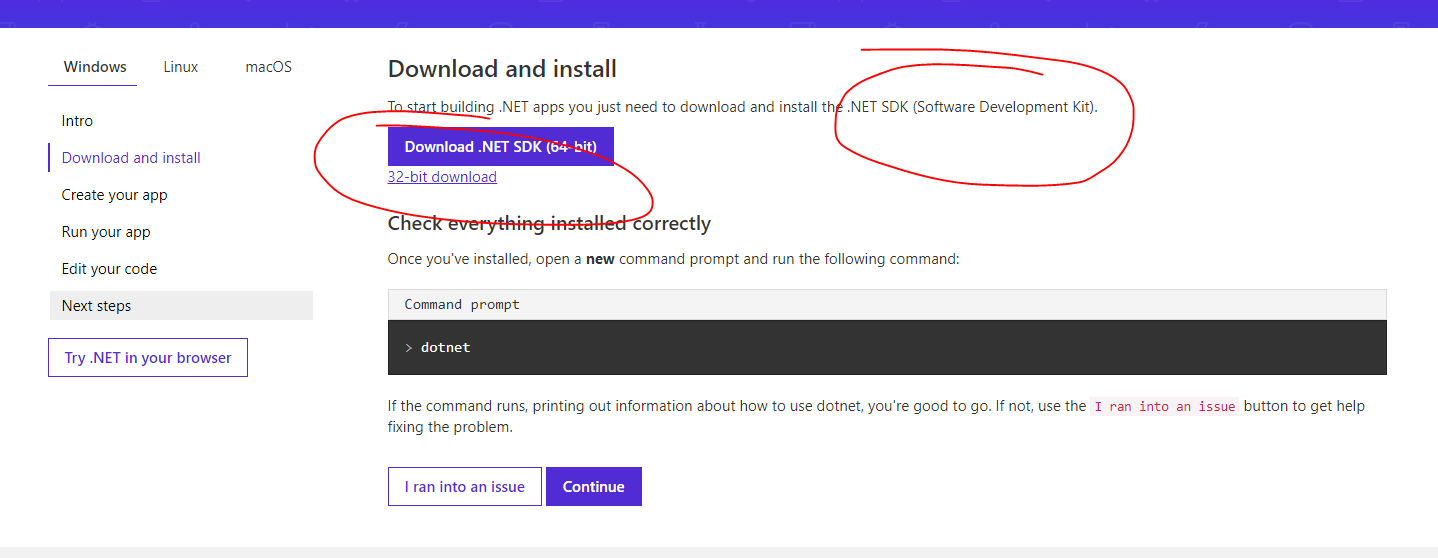 Windows Linux macOS
Intro
Download and install
Create your app
Run your app
Edit your code
Next steps
Try .NET in your browser
Download and install
To start building .NET apps you just need to download and install the .NET SDK (Software Development Kit).
Download .NET SDK (64-bit)
32-bit download
Check everything installed correctly
Once you've installed, open a new command prompt and run the following command:
Command prompt
> dotnet
If the command runs, printing out information about how to use dotnet, you're good to go. If not, use the I ran into an issue button to get help
fixing the problem.
I ran into an issue Continue